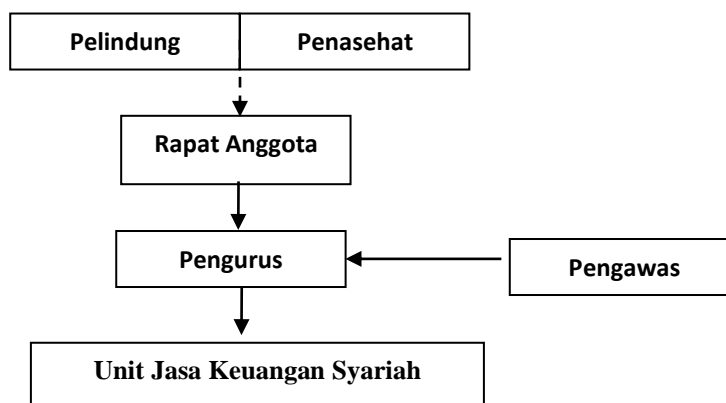 Pelindung
Penasehat
Rapat Anggota
Pengurus
Pengawas
Unit Jasa Keuangan Syariah